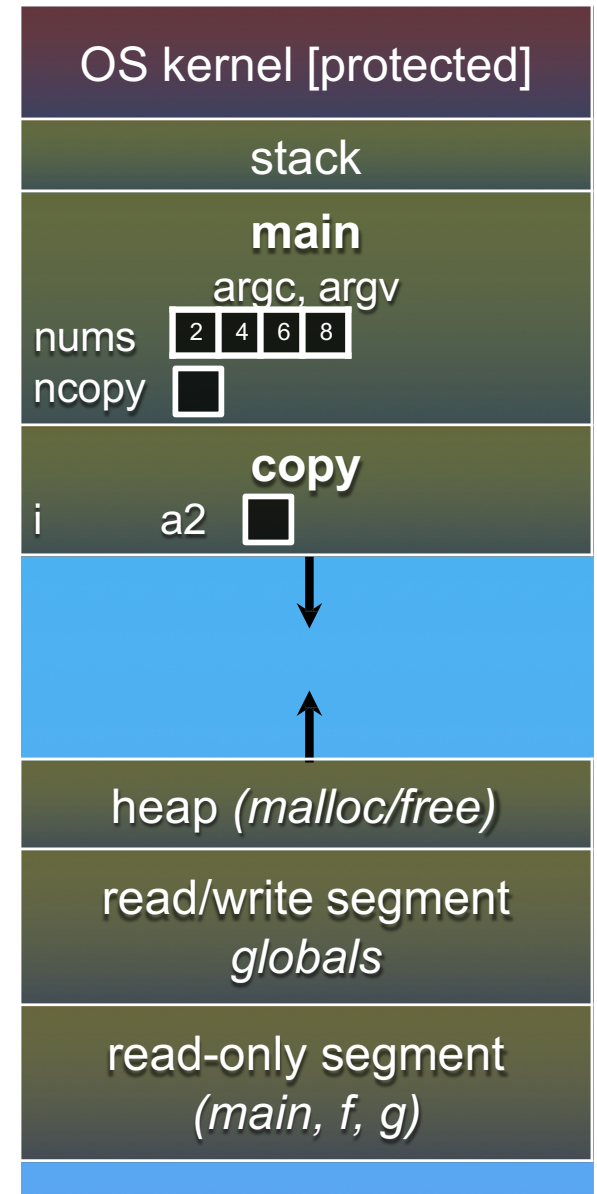 OS kernel [protected]
stack
main
argc, argv
nums 2 4 6 8
ncopy
copy
i a2
heap (malloc/free)
read/write segment
globals
read-only segment
(main, f, g)